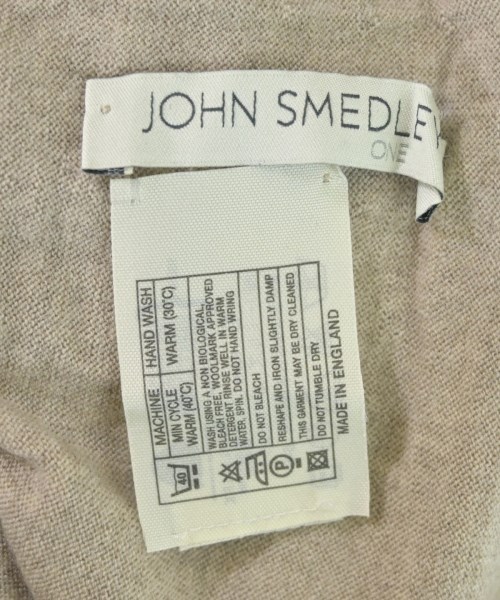 JOHN SMEDLEY
ONE
MACHINE
HAND WASH
MIN CYCLE
WARM (40°C)
WARM (30°C)
WASH USING A NON BIOLOGICAL,
BLEACH FREE, WOOLMARK APPROVED
DETERGENT RINSE WELL IN WARM
WATER, SPIN. DO NOT HAND WRING
DO NOT BLEACH
RESHAPE AND IRON SLIGHTLY DAMP
THIS GARMENT MAY BE DRY CLEANED
DO NOT TUMBLE DRY
40
P
MADE IN ENGLAND